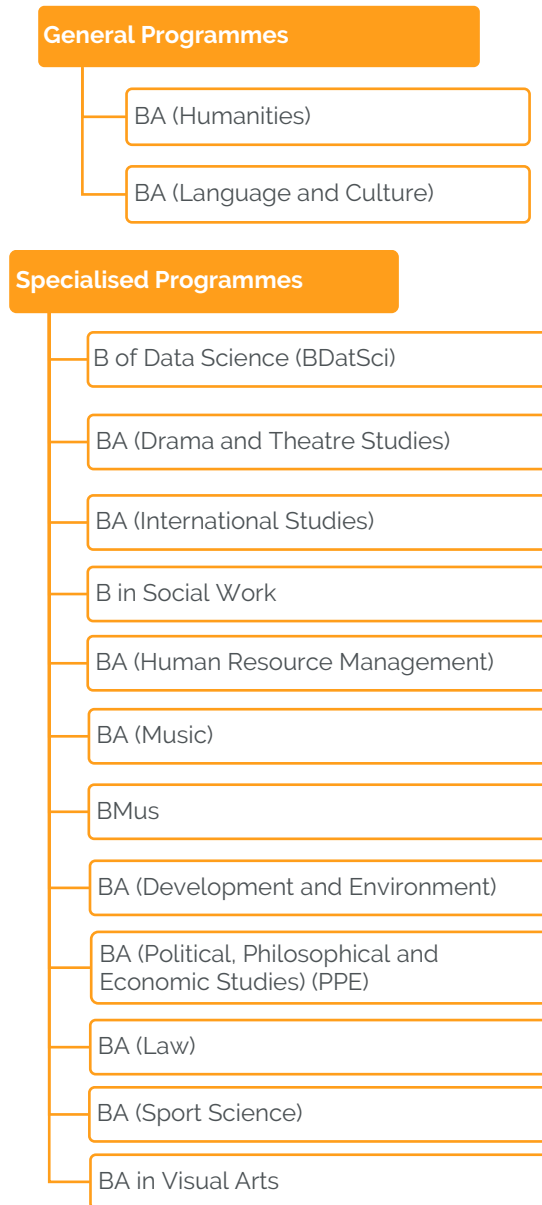 General Programmes
BA (Humanities)
BA (Language and Culture)
Specialised Programmes
B of Data Science (BDatSci)
BA (Drama and Theatre Studies)
BA (International Studies)
B in Social Work
BA (Human Resource Management)
BA (Music)
BMus
BA (Development and Environment)
BA (Political, Philosophical and
Economic Studies) (PPE)
BA (Law)
BA (Sport Science)
BA in Visual Arts